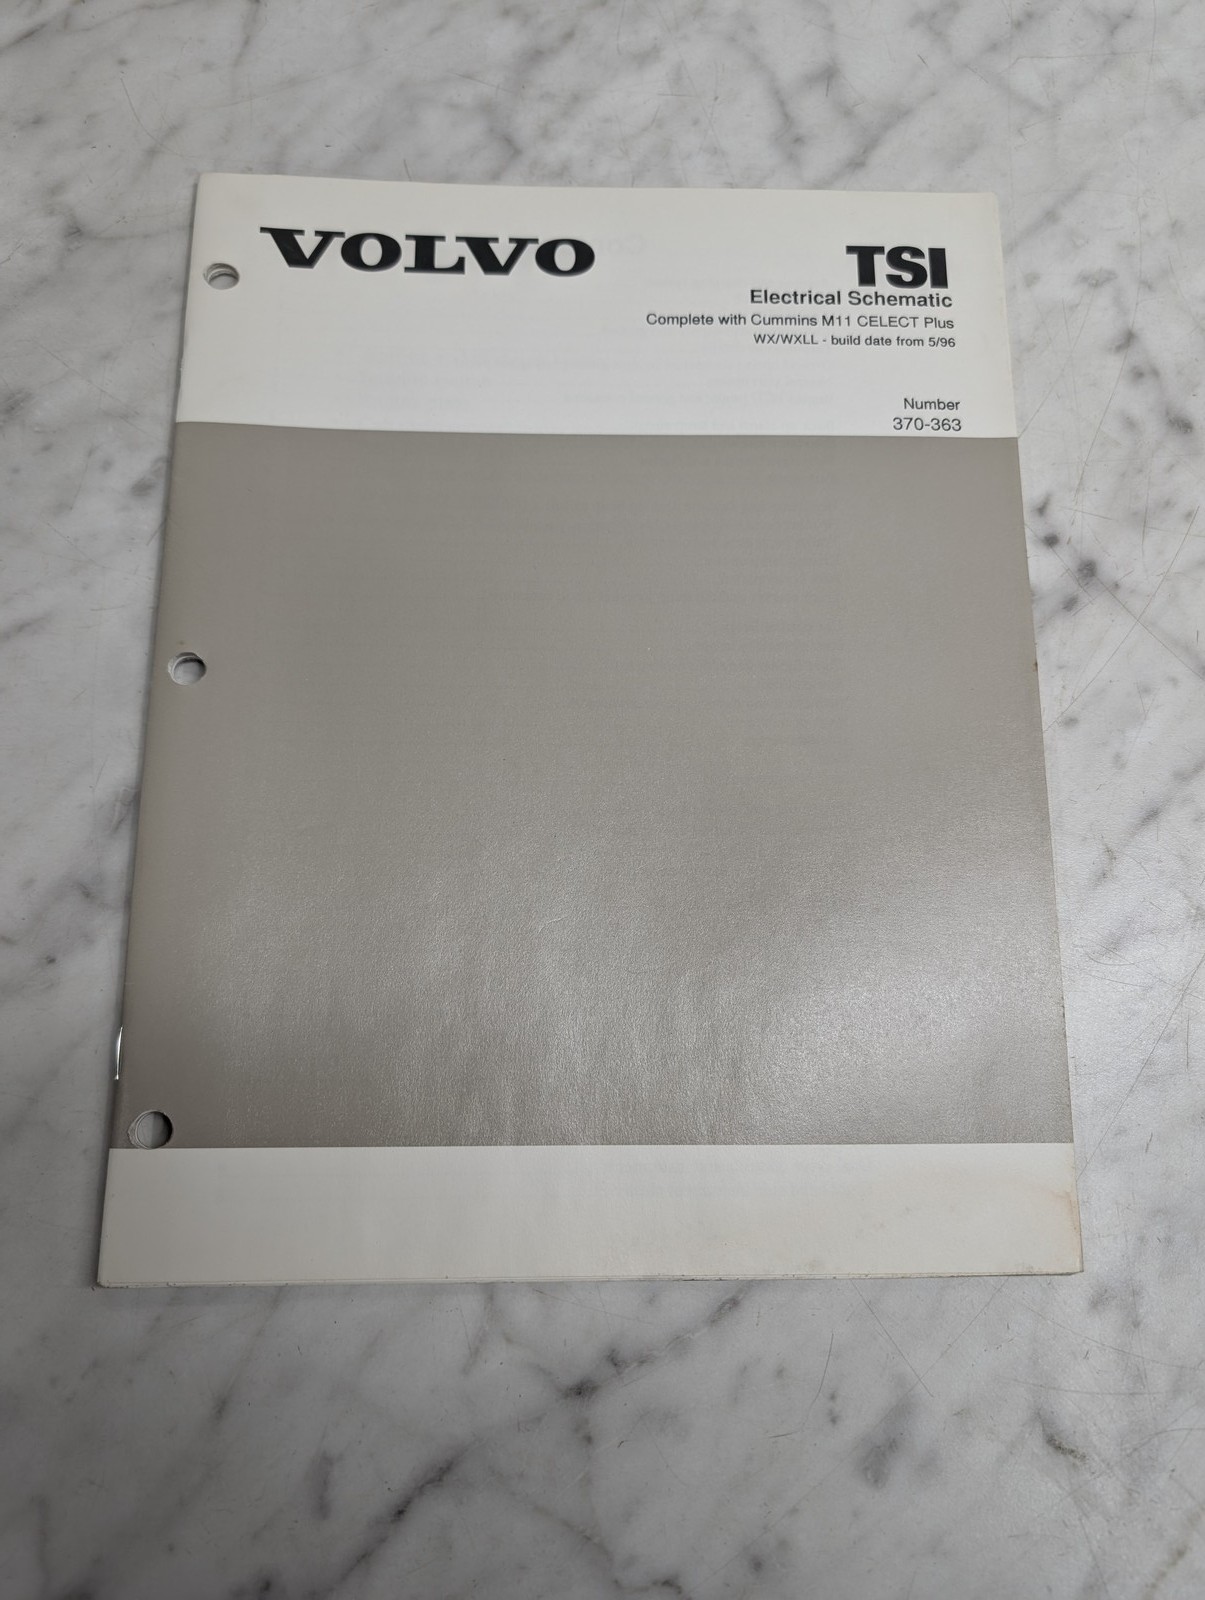 VOLVO
TSI
Electrical Schematic
Complete with Cummins M11 CELECT Plus
WX/WXLL - build date from 5/96
Number
370-363